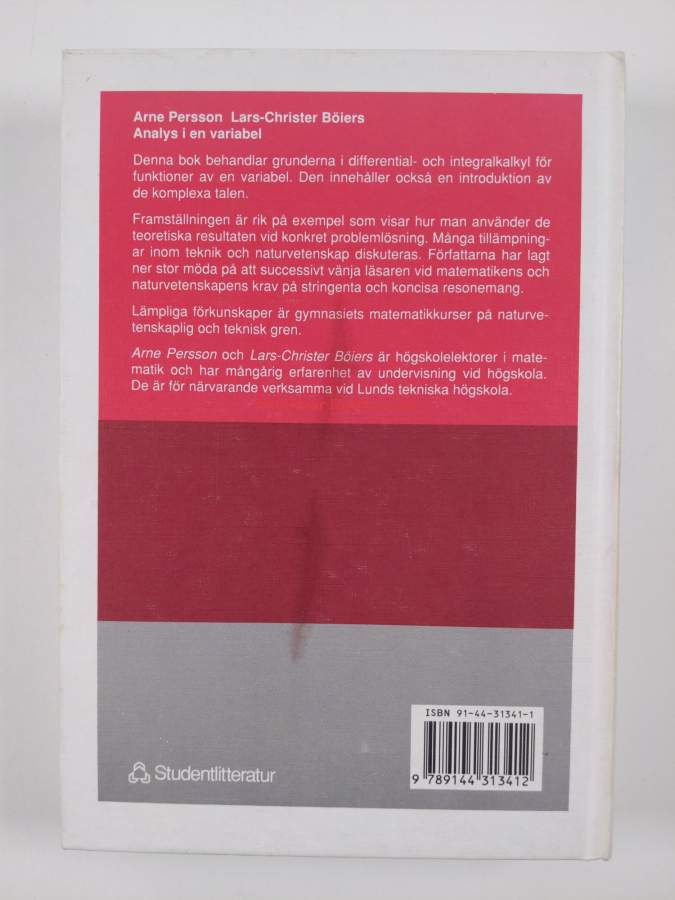 Arne Persson Lars-Christer Böiers
Analys i en variabel
Denna bok behandlar grunderna i differential- och integralkalkyl för
funktioner av en variabel. Den innehåller också en introduktion av
de komplexa talen.
Framställningen är rik på exempel som visar hur man använder de
teoretiska resultaten vid konkret problemlösning. Många tillämpning-
ar inom teknik och naturvetenskap diskuteras. Författarna har lagt
ner stor möda på att successivt vänja läsaren vid matematikens och
naturvetenskapens krav på stringenta och koncisa resonemang.
Lämpliga förkunskaper är gymnasiets matematikkurser på naturve-
tenskaplig och teknisk gren.
Arne Persson och Lars-Christer Böiers är högskolelektorer i mate-
matik och har mångårig erfarenhet av undervisning vid högskola.
De är för närvarande verksamma vid Lunds tekniska högskola.
ISBN 91-44-31341-1
9 789144 313412
Studentlitteratur